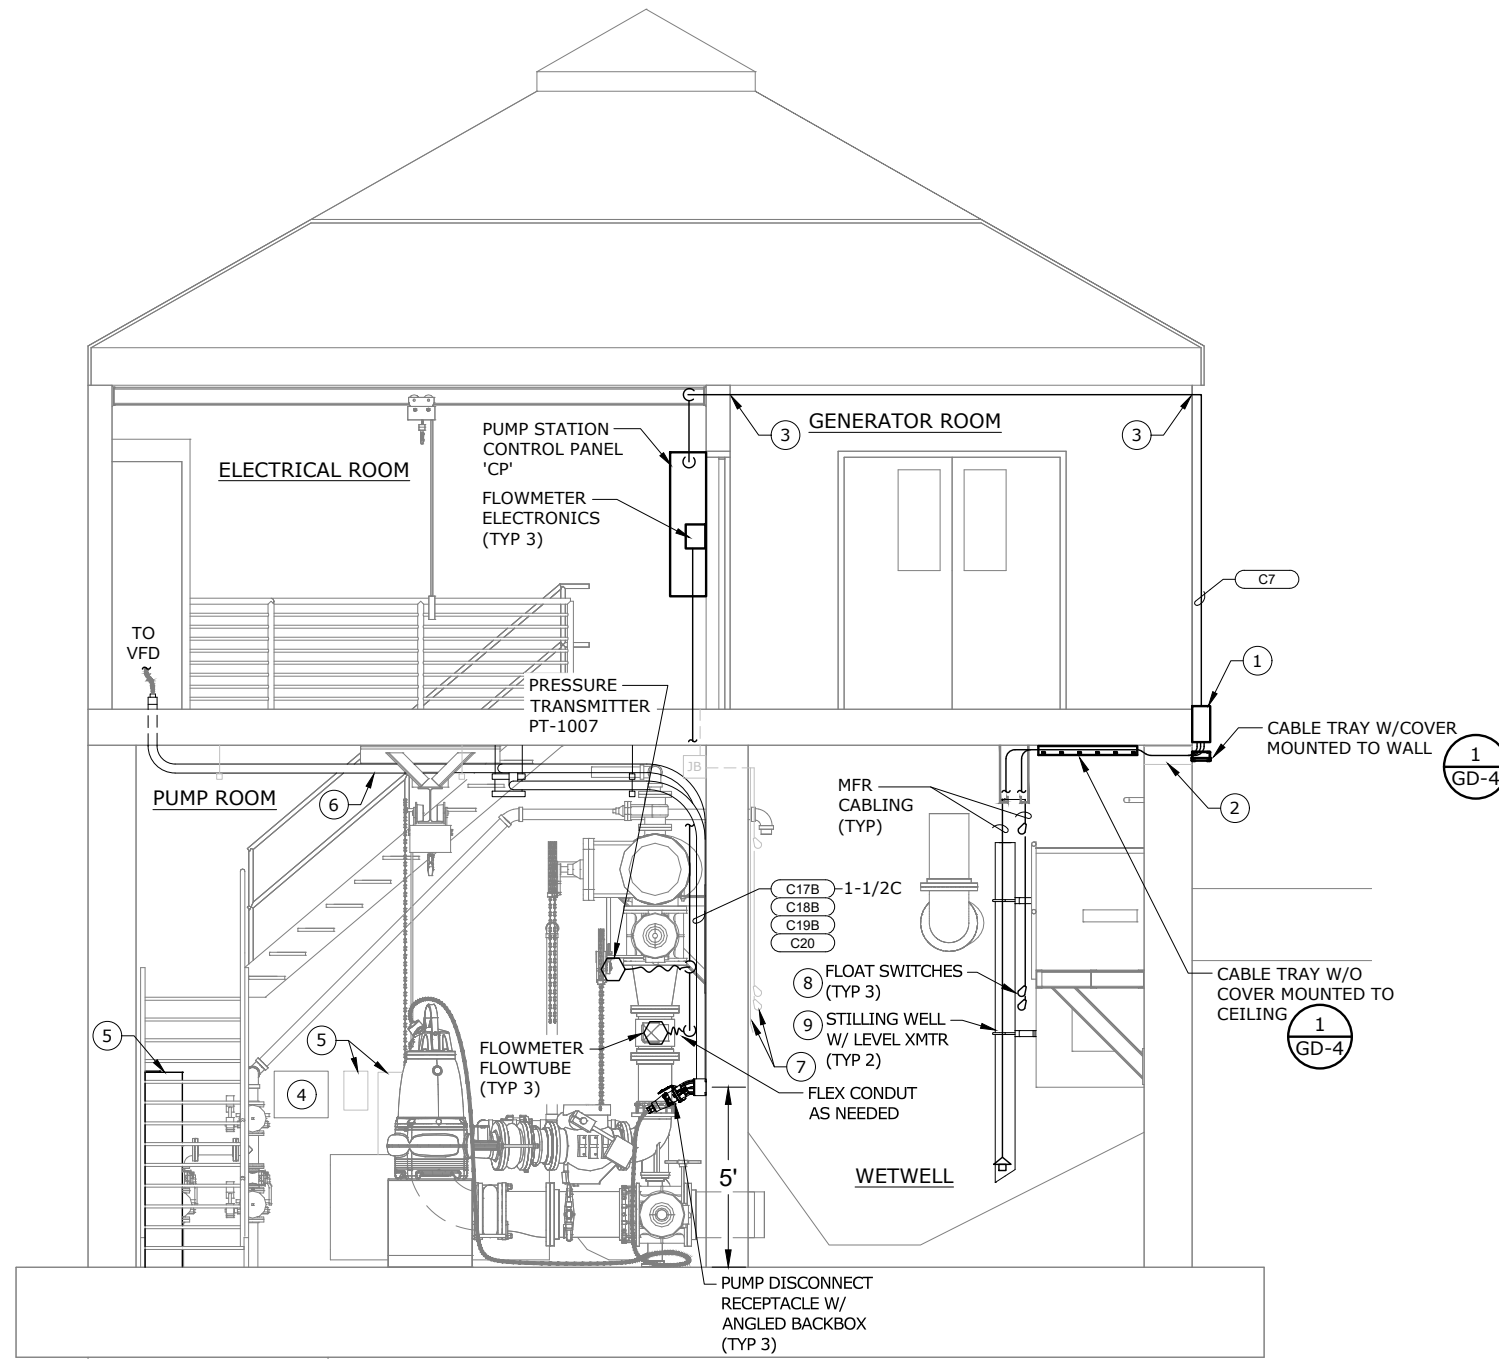 PUMP STATION
CONTROL PANEL
'CP'
FLOWMETER
ELECTRONICS
(TYP 3)
ELECTRICAL ROOM
GENERATOR ROOM
3
3
C7
1
TO
VFD
PRESSURE
TRANSMITTER
PT-1007
CABLE TRAY W/COVER
MOUNTED TO WALL
1
GD-4
JB
PUMP ROOM
6
MFR
CABLING
(TYP)
2
C17B 1-1/2C
C18B
C19B
C20
8 FLOAT SWITCHES
(TYP 3)
9 STILLING WELL
W/ LEVEL XMTR
(TYP 2)
CABLE TRAY W/O
COVER MOUNTED TO
CEILING
1
GD-4
5
5
4
FLOWMETER
FLOWTUBE
(TYP 3)
7
FLEX CONDUT
AS NEEDED
5'
WETWELL
PUMP DISCONNECT
RECEPTACLE W/
ANGLED BACKBOX
(TYP 3)